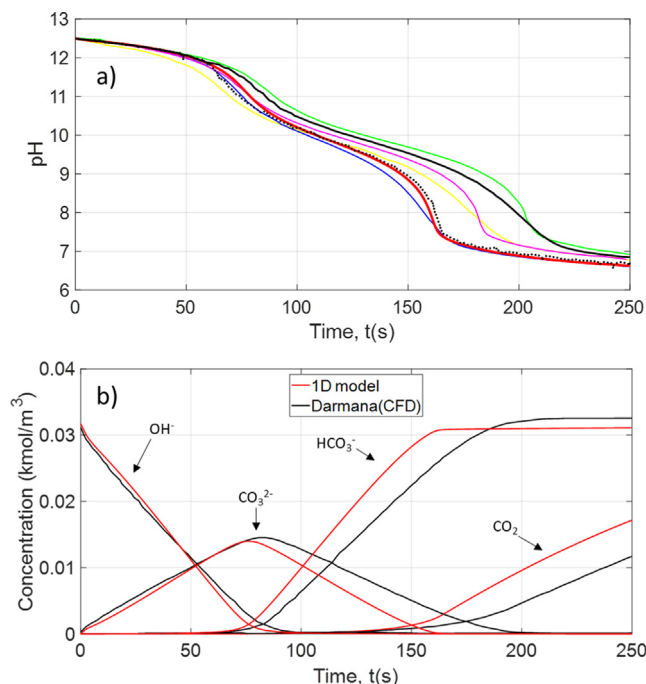 13
12
a)
11
10
pH
9
8
7
6
0
50
100
150
200
250
Time, t(s)
0.04
b)
1D model
Darmana(CFD)
0.03
OH⁻
HCO₃⁻
0.02
CO₃²⁻
CO₂
0.01
Concentration (kmol/m³)
0
0
50
100
150
200
250
Time, t(s)